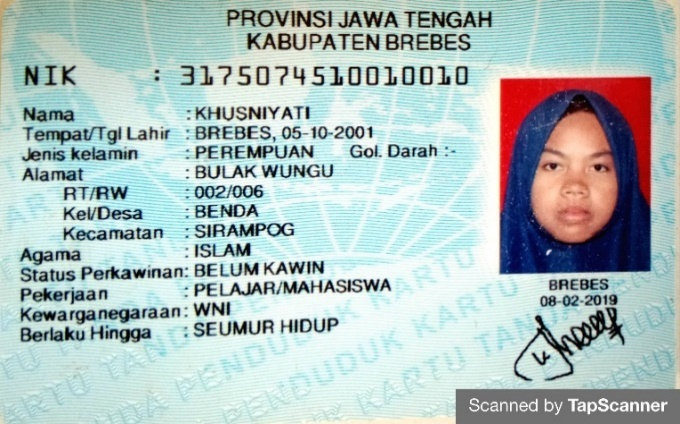 PROVINSI JAWA TENGAH
KABUPATEN BREBES
NIK : 3175074510010010
Nama : KHUSNIYATI
Tempat/Tgl Lahir : BREBES, 05-10-2001
Jenis kelamin : PEREMPUAN Gol. Darah :-
Alamat : BULAK WUNGU
RT/RW : 002/006
Kel/Desa : BENDA
Kecamatan : SIRAMPOG
Agama : ISLAM
Status Perkawinan: BELUM KAWIN
Pekerjaan : PELAJAR/MAHASISWA
Kewarganegaraan: WNI
Berlaku Hingga : SEUMUR HIDUP
BREBES
08-02-2019
Scanned by TapScanner